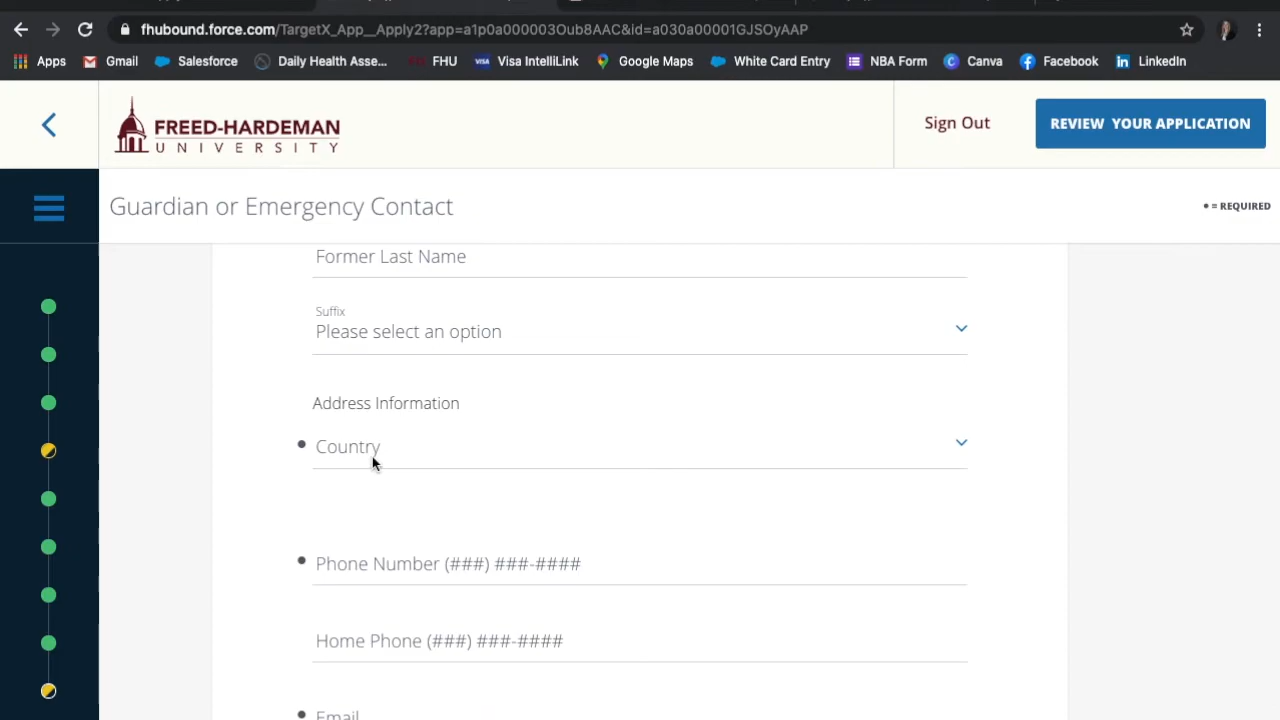 fhubound.force.com/TargetX_App__Apply2?app=a1p0a000003Oub8AAC&id=a030a00001GJSOyAAP
Apps Gmail Salesforce Daily Health Asse... FHU VISA Visa IntelliLink Google Maps White Card Entry NBA Form Canva Facebook LinkedIn
FREED-HARDEMAN
UNIVERSITY
Sign Out
REVIEW YOUR APPLICATION
Guardian or Emergency Contact
• = REQUIRED
Former Last Name
Suffix
Please select an option
Address Information
Country
Phone Number (###) ###-####
Home Phone (###) ###-####
Email